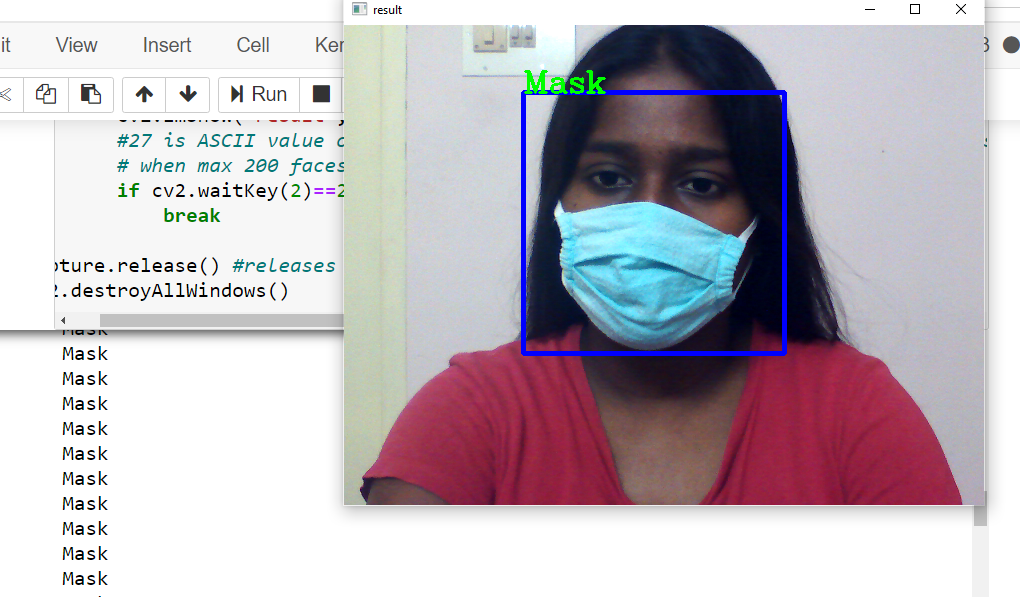 result
it View Insert Cell Ker
Run
#27 is ASCII value
# when max 200 faces
if cv2.waitKey(2)==2
break
pture.release() #releases
2.destroyAllWindows()
Mask
Mask
Mask
Mask
Mask
Mask
Mask
Mask
Mask
Mask
Mask
Mask